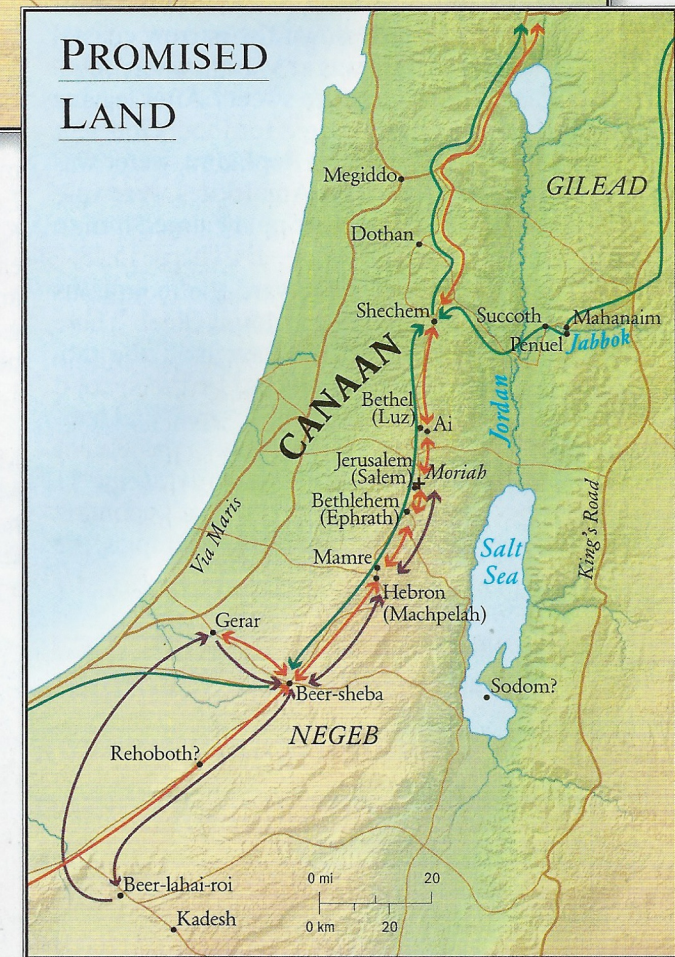 PROMISED
LAND
Megiddo
GILEAD
Dothan
Shechem
Succoth
Mahanaim
Penuel
Jabbok
CANAAN
Jordan
Bethel
(Luz)
Ai
Jerusalem
(Salem)
Moriah
Bethlehem
(Ephrath)
Via Maris
King's Road
Salt
Sea
Mamre
Hebron
(Machpelah)
Gerar
Beer-sheba
Sodom?
NEGEB
Rehoboth?
Beer-lahai-roi
Kadesh
0 mi 20
0 km 20